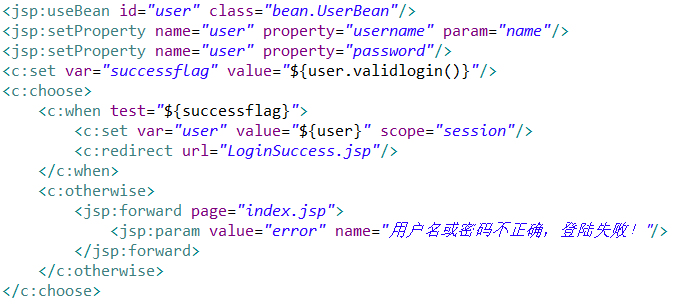 <jsp:useBean id="user" class="bean.UserBean"/>
<jsp:setProperty name="user" property="username" param="name"/>
<jsp:setProperty name="user" property="password"/>
<c:set var="successflag" value="${user.validlogin()}"/>
<c:choose>
    <c:when test="${successflag}">
        <c:set var="user" value="${user}" scope="session"/>
        <c:redirect url="LoginSuccess.jsp"/>
    </c:when>
    <c:otherwise>
        <jsp:forward page="index.jsp">
            <jsp:param value="error" name="用户名或密码不正确，登陆失败！"/>
        </jsp:forward>
    </c:otherwise>
</c:choose>